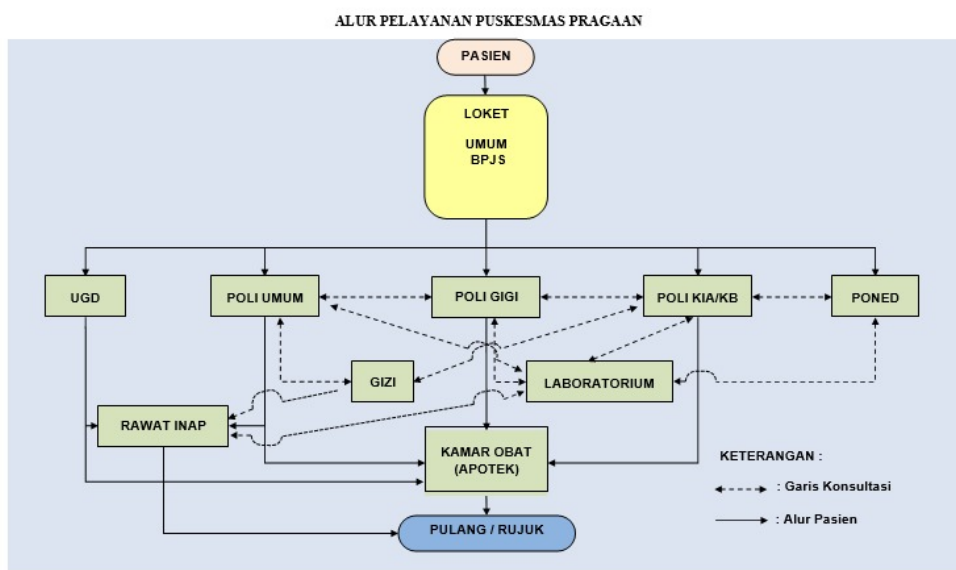 ALUR PELAYANAN PUSKESMAS PRAGAAN
PASIEN
LOKET
UMUM
BPJS
UGD
POLI UMUM
POLI GIGI
POLI KIA/KB
PONED
GIZI
LABORATORIUM
RAWAT INAP
KAMAR OBAT
(APOTEK)
KETERANGAN :
: Garis Konsultasi
: Alur Pasien
PULANG / RUJUK